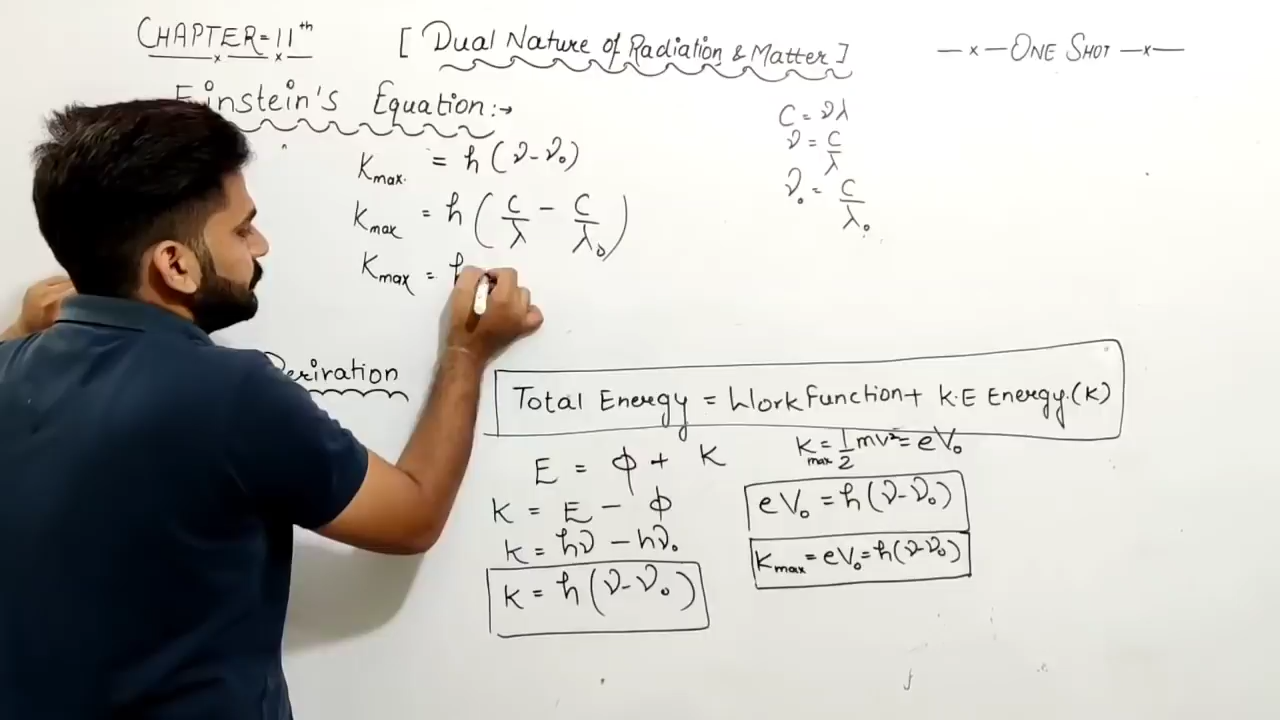 CHAPTER=11th [Dual Nature of Radiation & Matter] —x— ONE SHOT —x—
Einstein's Equation:→
Kmax. = h(ν-ν₀)
Kmax = h(C/λ - C/λ₀)
Kmax = h
C = νλ
ν = C/λ
ν₀ = C/λ₀
Deriration
Total Energy = Work Function + K.E Energy.(K)
E = ϕ + K
K = E - ϕ
K = hν - hν₀
K = h(ν-ν₀)
Kmax = 1/2 mv² = eV₀
eV₀ = h(ν-ν₀)
Kmax = eV₀ = h(ν-ν₀)